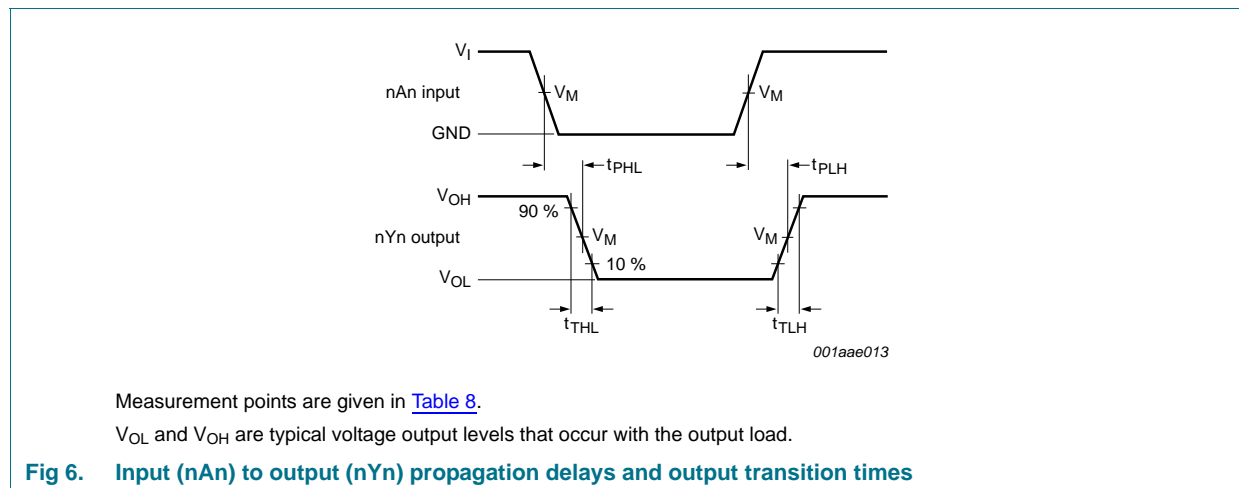 VI
nAn input
VM
VM
GND
tPHL
tPLH
VOH
90 %
nYn output
VM
VM
10 %
VOL
tTHL
tTLH
001aae013
Measurement points are given in Table 8.
VOL and VOH are typical voltage output levels that occur with the output load.
Fig 6. Input (nAn) to output (nYn) propagation delays and output transition times